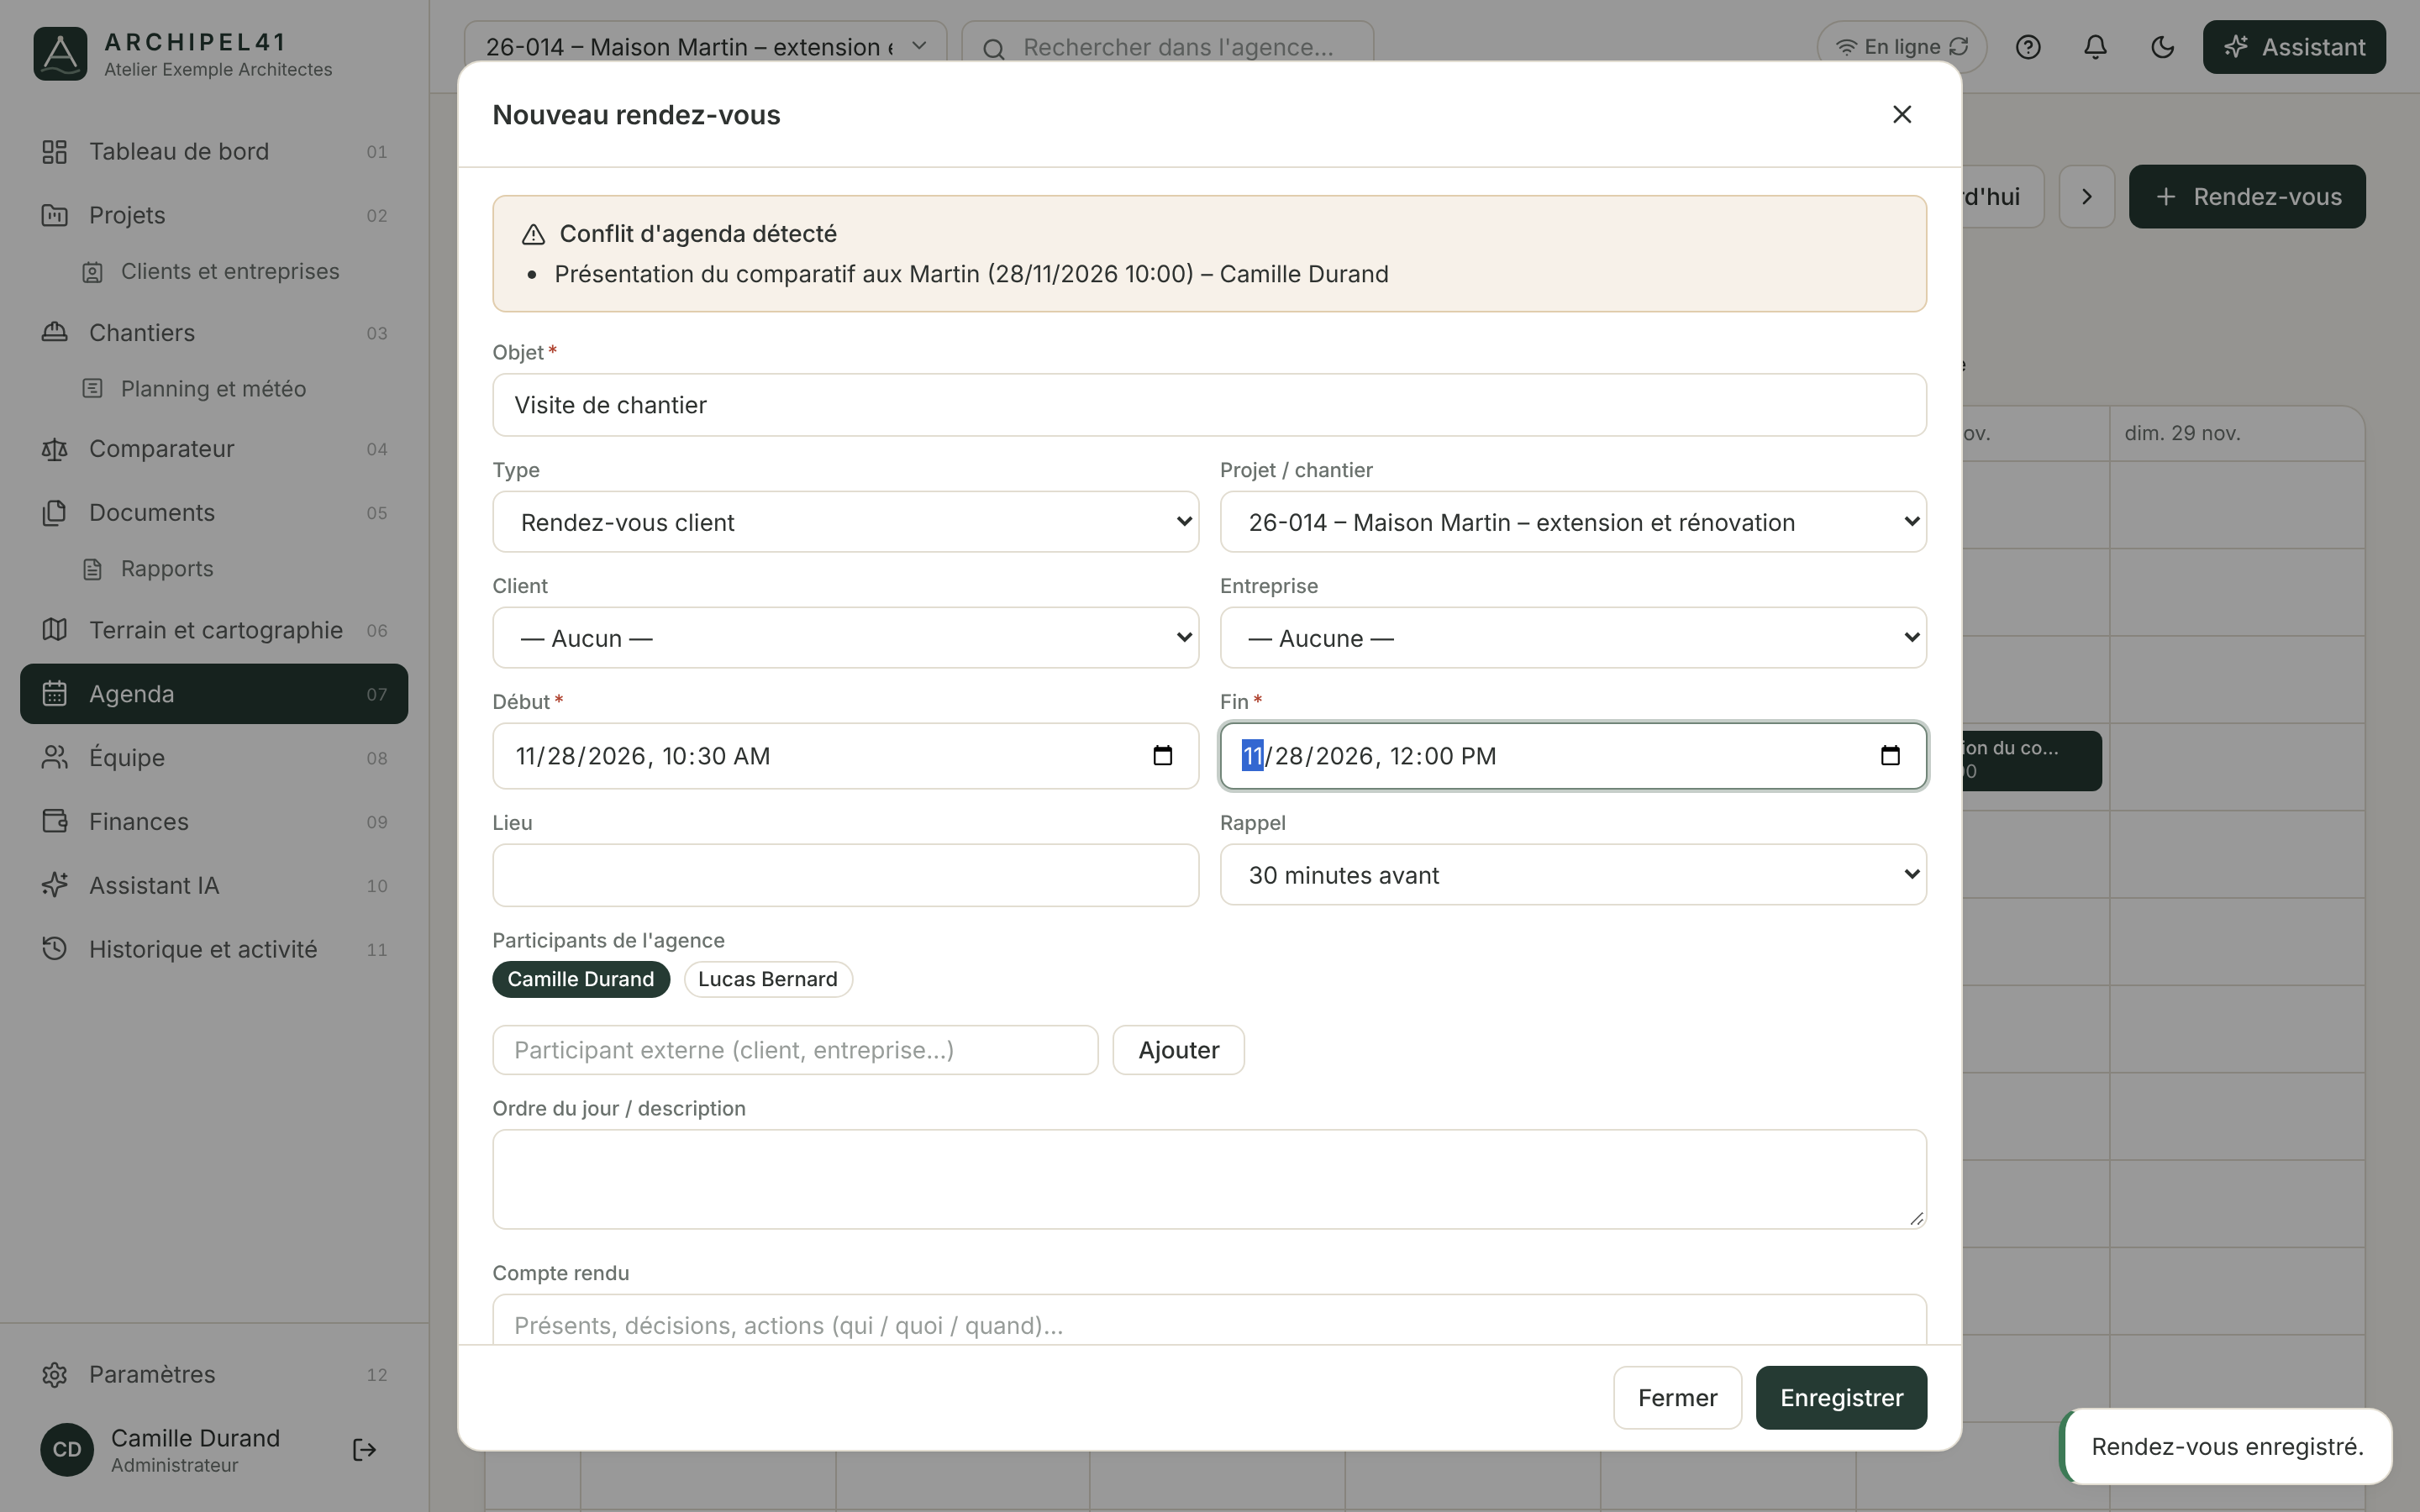 ARCHIPEL41
Atelier Exemple Architectes
Tableau de bord 01
Projets 02
Clients et entreprises
Chantiers 03
Planning et météo
Comparateur 04
Documents 05
Rapports
Terrain et cartographie 06
Agenda 07
Équipe 08
Finances 09
Assistant IA 10
Historique et activité 11
Paramètres 12
CD
Camille Durand
Administrateur
26-014 – Maison Martin – extension
Rechercher dans l'agence...
En ligne
Assistant
d'hui
Rendez-vous
Nouveau rendez-vous
Conflit d'agenda détecté
• Présentation du comparatif aux Martin (28/11/2026 10:00) – Camille Durand
Objet *
Visite de chantier
Type
Rendez-vous client
Projet / chantier
26-014 – Maison Martin – extension et rénovation
Client
— Aucun —
Entreprise
— Aucune —
Début *
11/28/2026, 10:30 AM
Fin *
11/28/2026, 12:00 PM
Lieu
Rappel
30 minutes avant
Participants de l'agence
Camille Durand
Lucas Bernard
Participant externe (client, entreprise...)
Ajouter
Ordre du jour / description
Compte rendu
Présents, décisions, actions (qui / quoi / quand)...
Fermer
Enregistrer
ov.
dim. 29 nov.
ion du co...
Rendez-vous enregistré.